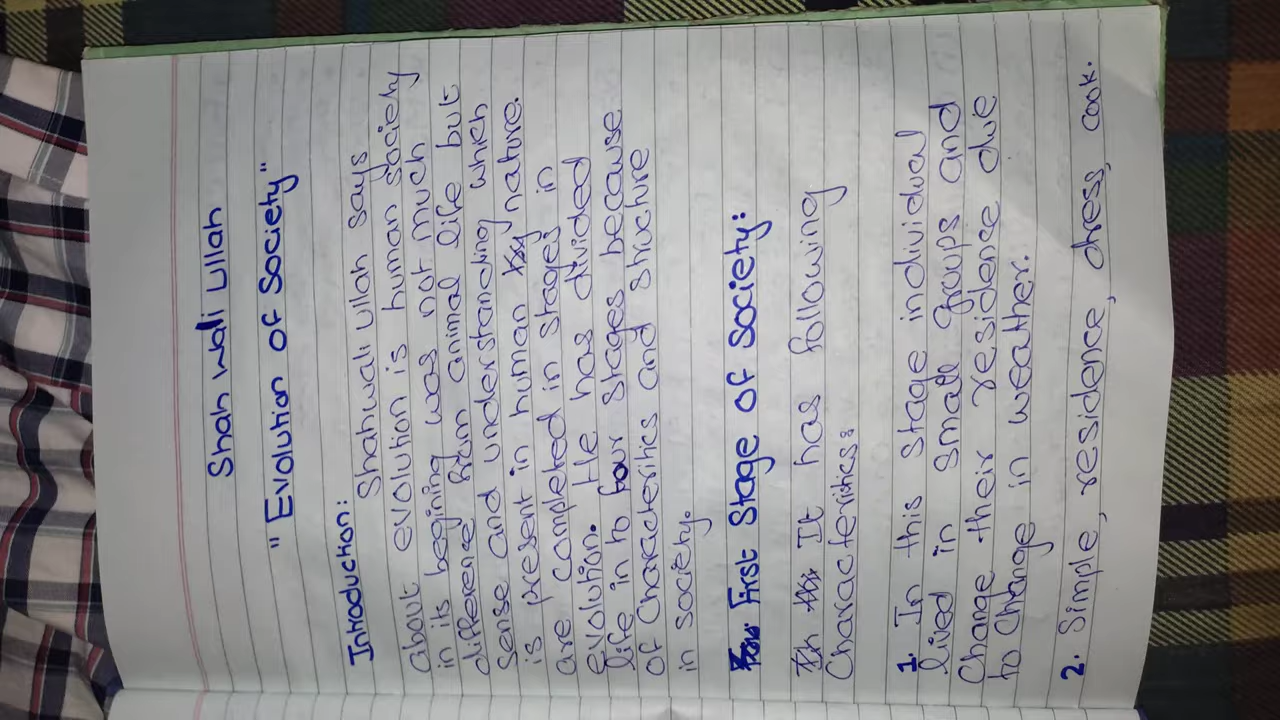 Shah wali Ullah
"Evolution of Society"
Introduction:
Shahwali Ullah says
about evolution is human society
in its begining was not much
difference from animal life but
Sense and understanding which
is present in human nature.
are completed in stages in
evolution. He has divided
life in to four stages because
of Characteritics and structure
in society.
First Stage of Society:
It has following
Characteristics:
1. In this stage individual
lived in small groups and
Change their residence due
to Change in weather.
2. Simple, residence, dress, cook.